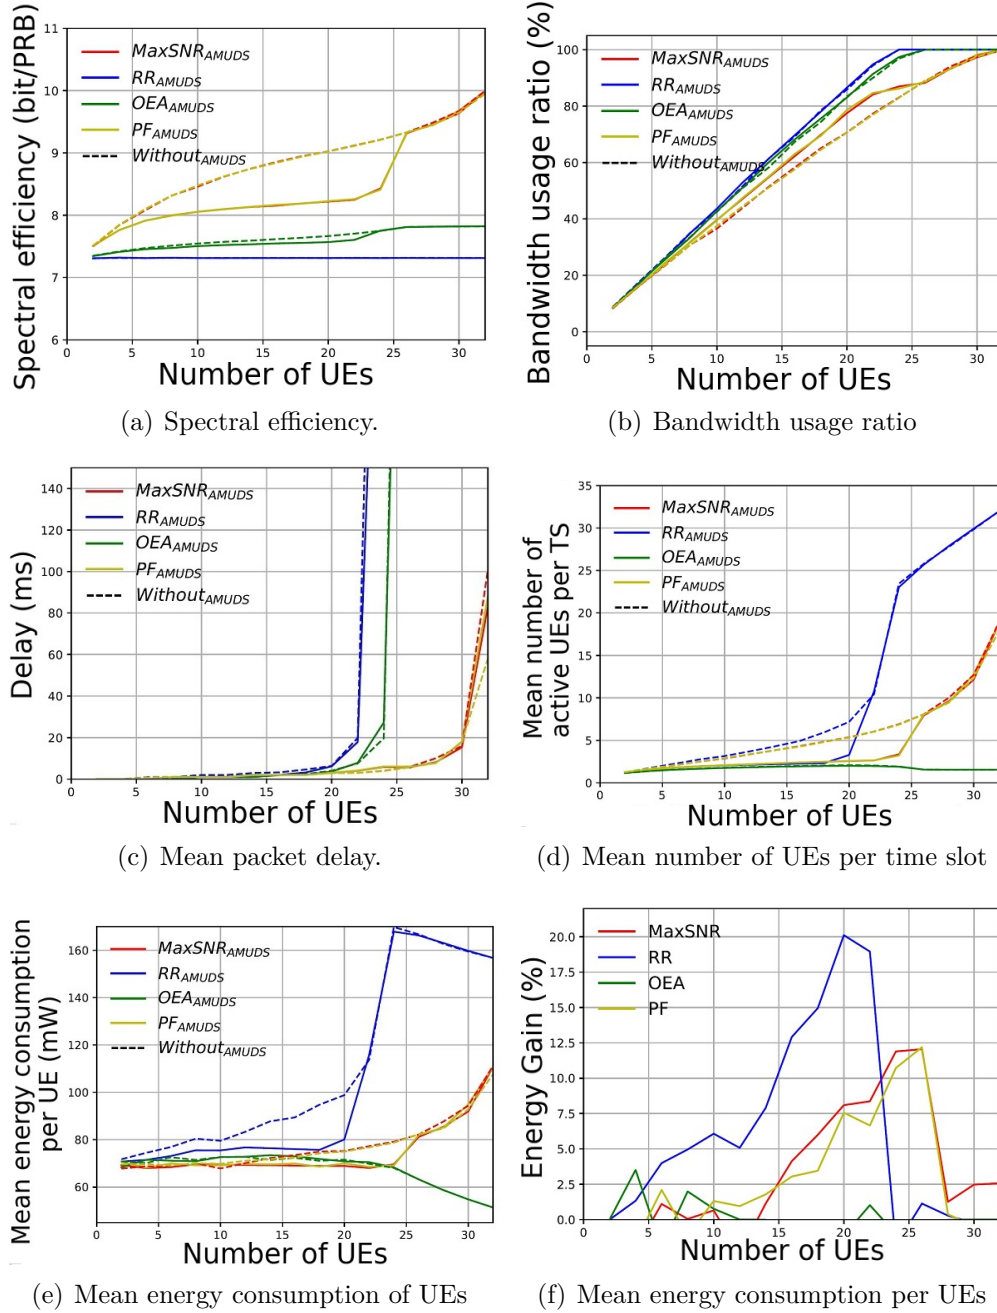 Spectral efficiency (bit/PRB)
11
10
9
8
7
6
MaxSNR_AMUDS
RR_AMUDS
OEA_AMUDS
PF_AMUDS
Without_AMUDS
0 5 10 15 20 25 30
Number of UEs
(a) Spectral efficiency.
Bandwidth usage ratio (%)
100
80
60
40
20
0
MaxSNR_AMUDS
RR_AMUDS
OEA_AMUDS
PF_AMUDS
Without_AMUDS
0 5 10 15 20 25 30
Number of UEs
(b) Bandwidth usage ratio
Delay (ms)
140
120
100
80
60
40
20
0
MaxSNR_AMUDS
RR_AMUDS
OEA_AMUDS
PF_AMUDS
Without_AMUDS
0 5 10 15 20 25 30
Number of UEs
(c) Mean packet delay.
Mean number of
active UEs per TS
35
30
25
20
15
10
5
0
MaxSNR_AMUDS
RR_AMUDS
OEA_AMUDS
PF_AMUDS
Without_AMUDS
0 5 10 15 20 25 30
Number of UEs
(d) Mean number of UEs per time slot
Mean energy consumption
per UE (mW)
160
140
120
100
80
60
MaxSNR_AMUDS
RR_AMUDS
OEA_AMUDS
PF_AMUDS
Without_AMUDS
0 5 10 15 20 25 30
Number of UEs
(e) Mean energy consumption of UEs
Energy Gain (%)
20.0
17.5
15.0
12.5
10.0
7.5
5.0
2.5
0.0
MaxSNR
RR
OEA
PF
0 5 10 15 20 25 30
Number of UEs
(f) Mean energy consumption per UEs